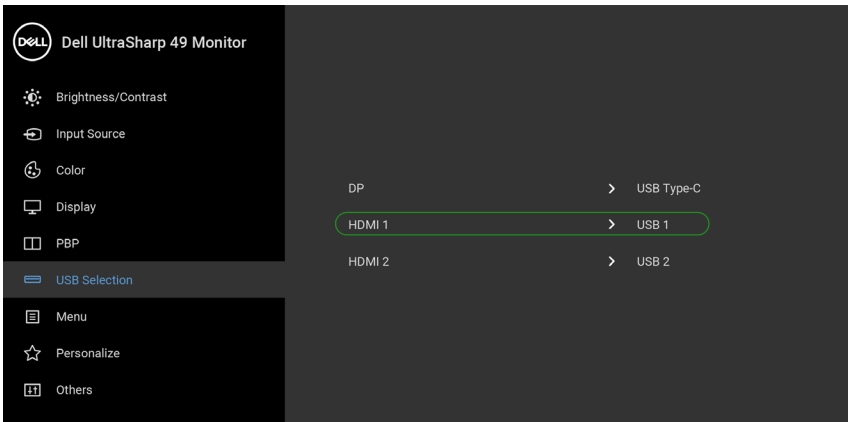 DELL
Dell UltraSharp 49 Monitor
Brightness/Contrast
Input Source
Color
Display
PBP
USB Selection
Menu
Personalize
Others
DP > USB Type-C
HDMI 1 > USB 1
HDMI 2 > USB 2